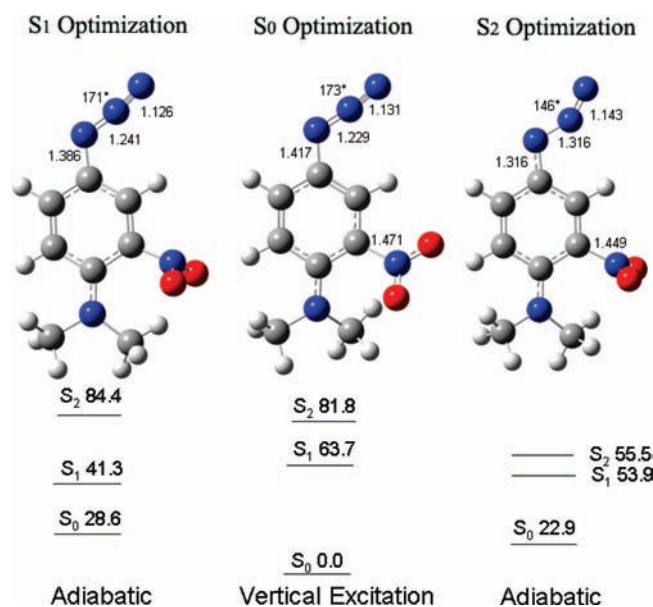 S1 Optimization S0 Optimization S2 Optimization
171* 1.126 173* 1.131 146* 1.143
1.241 1.229 1.316
1.386 1.417 1.316
1.471 1.449
S₂ 84.4 S₂ 81.8
S₁ 63.7 S₂ 55.5
S₁ 41.3 S₁ 53.9
S₀ 28.6 S₀ 22.9
S₀ 0.0
Adiabatic Vertical Excitation Adiabatic